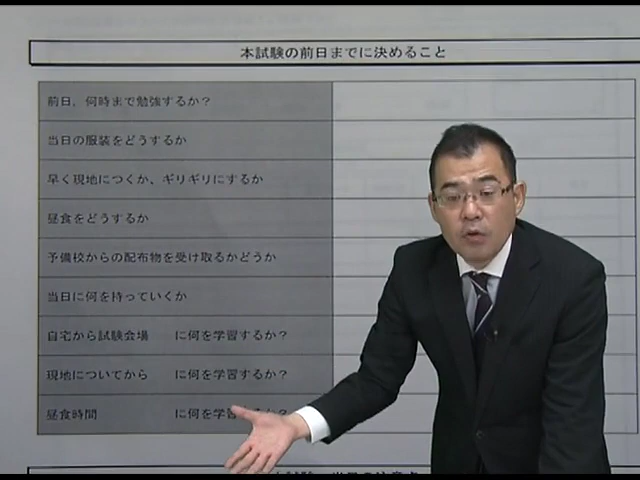 本試験の前日までに決めること
前日、何時まで勉強するか？
当日の服装をどうするか
早く現地につくか、ギリギリにするか
昼食をどうするか
予備校からの配布物を受け取るかどうか
当日に何を持っていくか
自宅から試験会場　　に何を学習するか？
現地についてから　　に何を学習するか？
昼食時間　　に何を学習するか？